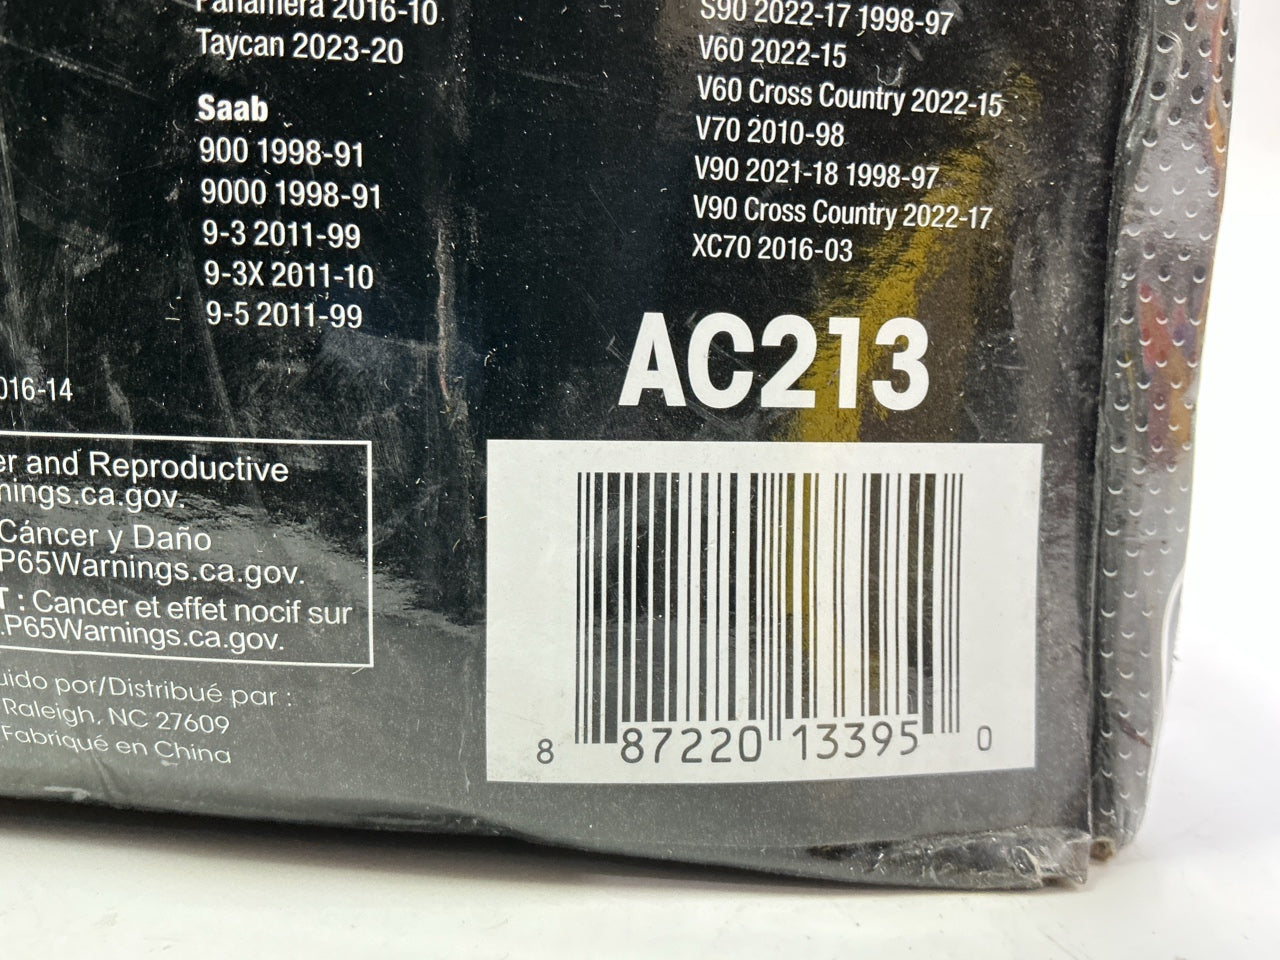 Panamera 2016-10
Taycan 2023-20
Saab
900 1998-91
9000 1998-91
9-3 2011-99
9-3X 2011-10
9-5 2011-99
S90 2022-17 1998-97
V60 2022-15
V60 Cross Country 2022-15
V70 2010-98
V90 2021-18 1998-97
V90 Cross Country 2022-17
XC70 2016-03
016-14
AC213
er and Reproductive
nings.ca.gov.
Cáncer y Daño
P65Warnings.ca.gov.
T : Cancer et effet nocif sur
.P65Warnings.ca.gov.
uido por/Distribué par :
Raleigh, NC 27609
Fabriqué en China
8 87220 13395 0